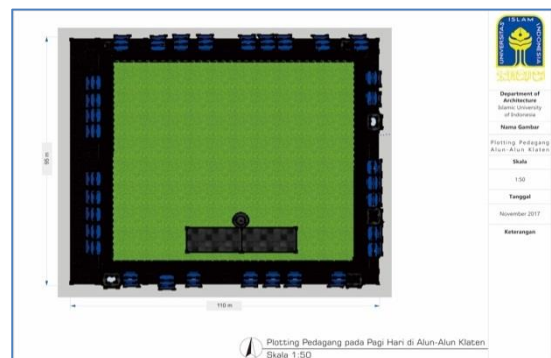 95 m
110 m
Plotting Pedagang pada Pagi Hari di Alun-Alun Klaten
Skala 1:50
UNIVERSITAS ISLAM INDONESIA
Department of
Architecture
Islamic University
of Indonesia
Nama Gambar
Plotting Pedagang
Alun-Alun Klaten
Skala
1:50
Tanggal
November 2017
Keterangan